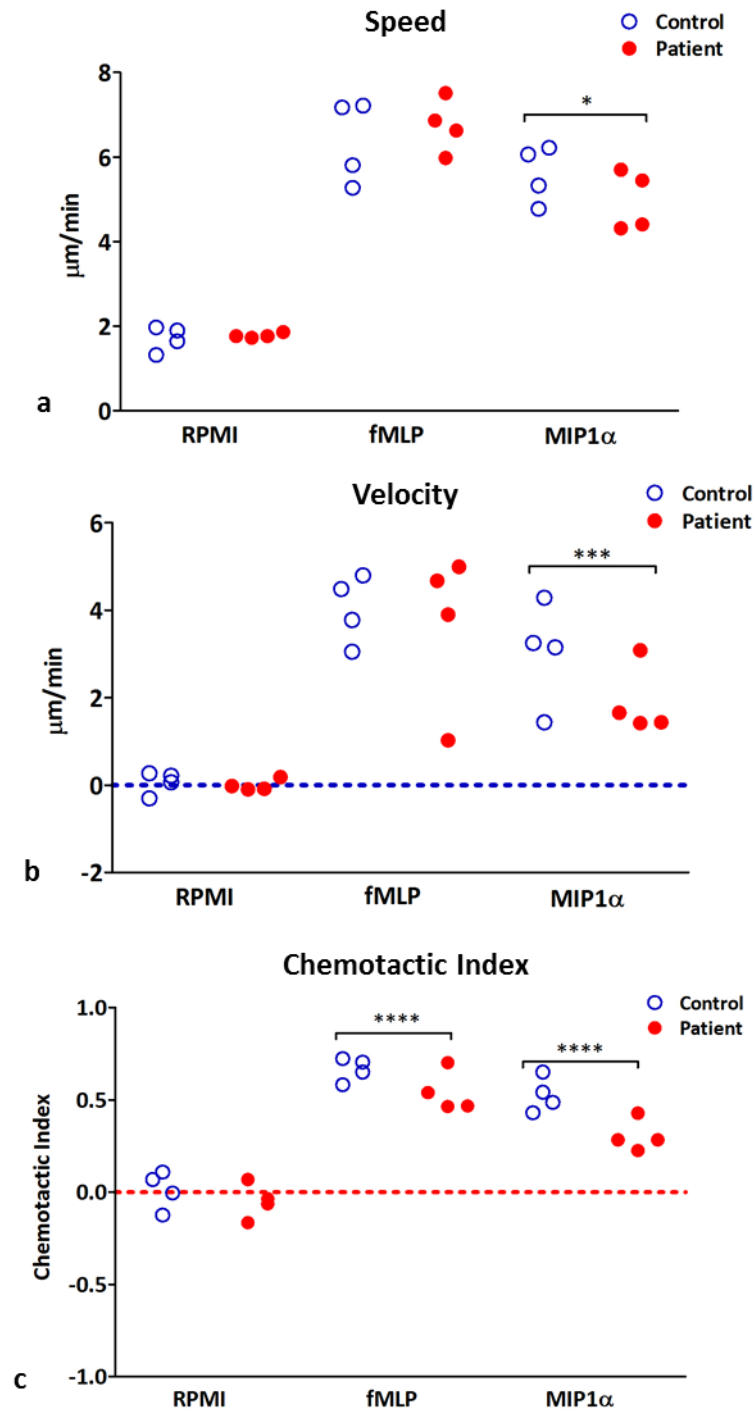 Speed
Control
Patient
8
*
6
µm/min
4
2
0
a
RPMI fMLP MIP1α
Velocity
Control
Patient
6
***
4
µm/min
2
0
-2
b
RPMI fMLP MIP1α
Chemotactic Index
Control
Patient
1.0
****
****
0.5
Chemotactic Index
0.0
-0.5
-1.0
c
RPMI fMLP MIP1α